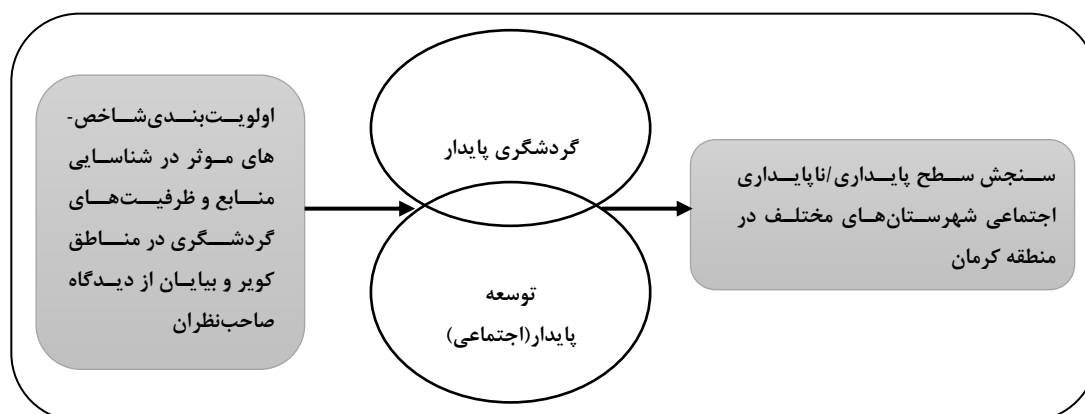 اولویت‌بندی‌شاخص-
های موثر در شناسایی
منابع و ظرفیت‌های
گردشگری در مناطق
کویر و بیابان از دیدگاه
صاحب‌نظران
گردشگری پایدار
توسعه
پایدار(اجتماعی)
سنجش سطح پایداری/ناپایداری
اجتماعی شهرستان‌های مختلف در
منطقه کرمان